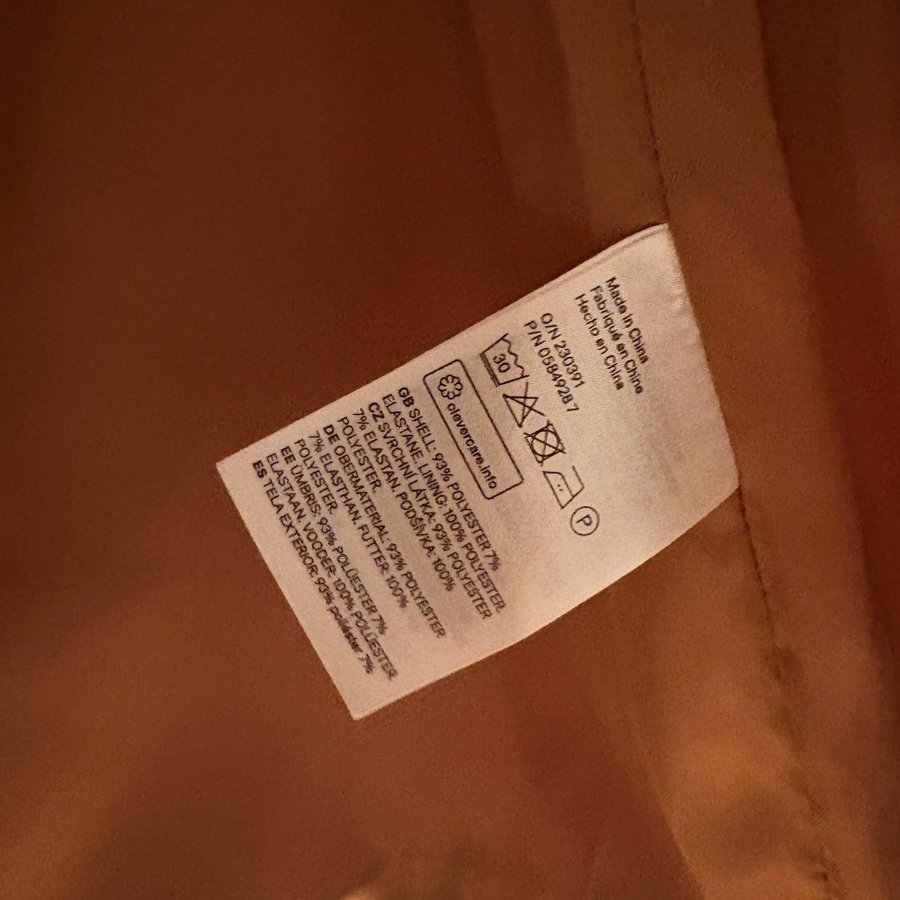 Made in China
Fabriqué en Chine
Hecho en China
O/N 230391
P/N 05849287
30
P
clevercare.info
GB SHELL: 93% POLYESTER 7%
ELASTANE. LINING: 100% POLYESTER.
CZ SVRCHNÍ LÁTKA: 93% POLYESTER
7% ELASTAN. PODŠÍVKA: 100%
POLYESTER.
DE OBERMATERIAL: 93% POLYESTER
7% ELASTHAN. FUTTER: 100%
POLYESTER.
EE ÜMBRIS: 93% POLÜESTER 7%
ELASTAAN. VOODER: 100% POLÜESTER.
ES TELA EXTERIOR: 93% poliéster 7%